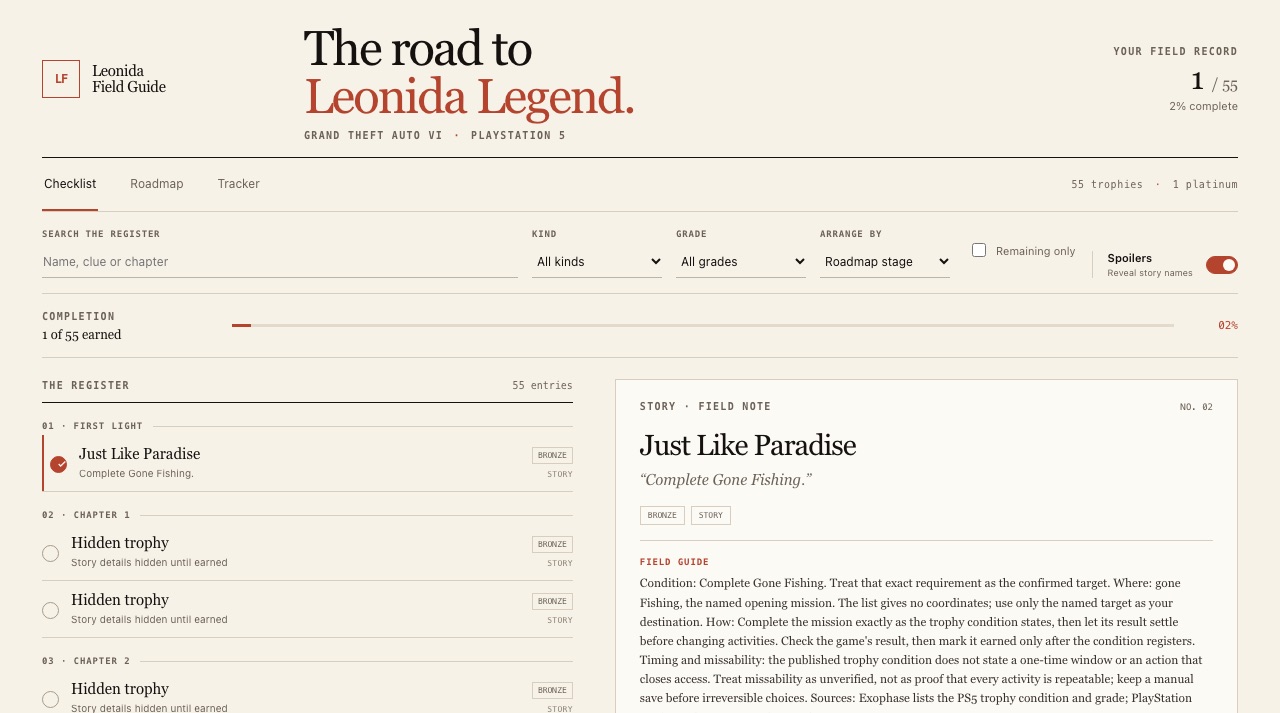 LF
Leonida
Field Guide
The road to
Leonida Legend.
GRAND THEFT AUTO VI · PLAYSTATION 5
YOUR FIELD RECORD
1 / 55
2% complete
Checklist
Roadmap
Tracker
55 trophies · 1 platinum
SEARCH THE REGISTER
Name, clue or chapter
KIND
All kinds
GRADE
All grades
ARRANGE BY
Roadmap stage
Remaining only
Spoilers
Reveal story names
COMPLETION
1 of 55 earned
02%
THE REGISTER
55 entries
01 · FIRST LIGHT
Just Like Paradise
Complete Gone Fishing.
BRONZE
STORY
02 · CHAPTER 1
Hidden trophy
Story details hidden until earned
BRONZE
STORY
Hidden trophy
Story details hidden until earned
BRONZE
STORY
03 · CHAPTER 2
Hidden trophy
Story details hidden until earned
BRONZE
STORY
STORY · FIELD NOTE
NO. 02
Just Like Paradise
“Complete Gone Fishing.”
BRONZE
STORY
FIELD GUIDE
Condition: Complete Gone Fishing. Treat that exact requirement as the confirmed target. Where: gone
Fishing, the named opening mission. The list gives no coordinates; use only the named target as your
destination. How: Complete the mission exactly as the trophy condition states, then let its result settle
before changing activities. Check the game's result, then mark it earned only after the condition registers.
Timing and missability: the published trophy condition does not state a one-time window or an action that
closes access. Treat missability as unverified, not as proof that every activity is repeatable; keep a manual
save before irreversible choices. Sources: Exophase lists the PS5 trophy condition and grade; PlayStation